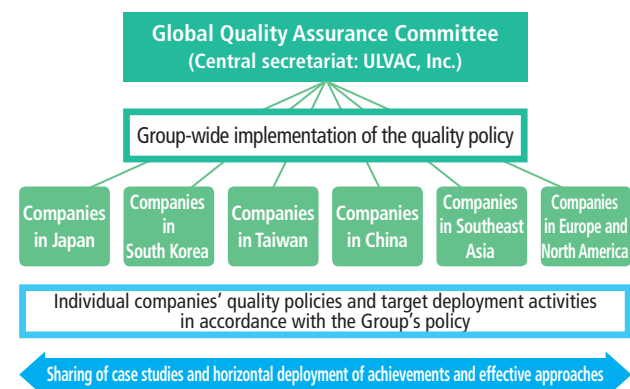 Global Quality Assurance Committee
(Central secretariat: ULVAC, Inc.)
Group-wide implementation of the quality policy
Companies
in Japan
Companies
in
South Korea
Companies
in Taiwan
Companies
in China
Companies
in Southeast
Asia
Companies
in Europe and
North America
Individual companies' quality policies and target deployment activities
in accordance with the Group's policy
Sharing of case studies and horizontal deployment of achievements and effective approaches